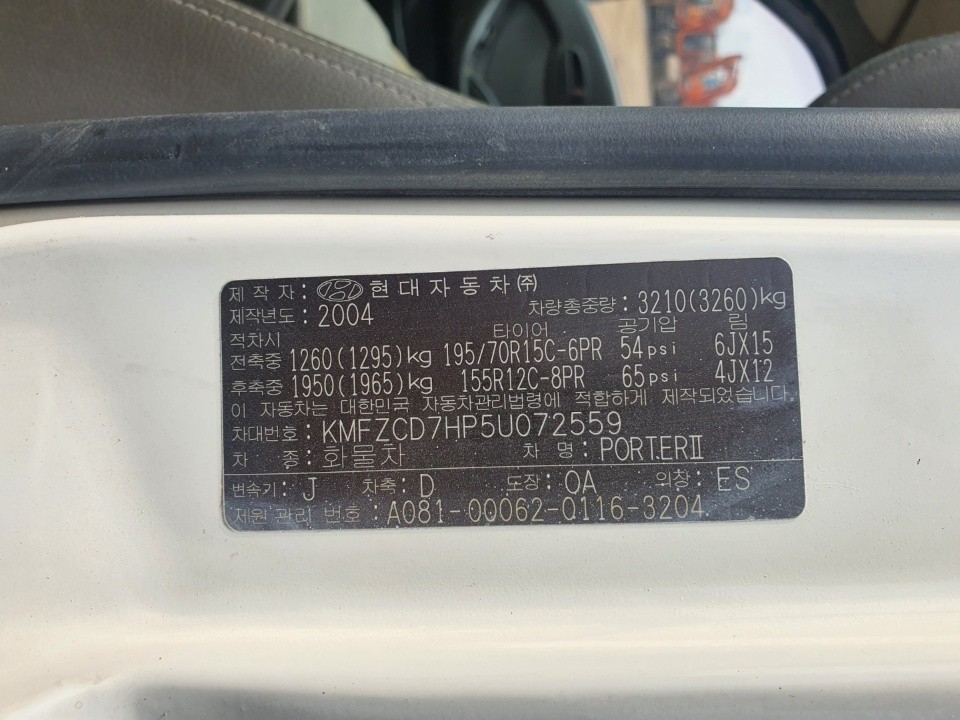 제 작 자 : 현대자동차㈜
제작년도 : 2004 차량총중량 : 3210(3260)kg
적차시 타이어 공기압 림
전축중 1260(1295)kg 195/70R15C-6PR 54psi 6JX15
후축중 1950(1965)kg 155R12C-8PR 65psi 4JX12
이 자동차는 대한민국 자동차관리법령에 적합하게 제작되었습니다.
차대번호 : KMFZCD7HP5U072559
차 종 : 화물차 차 명 : PORTERⅡ
변속기 : J 차축 : D 도장 : OA 외창 : ES
제원 관리 번호 : A081-00062-0116-3204